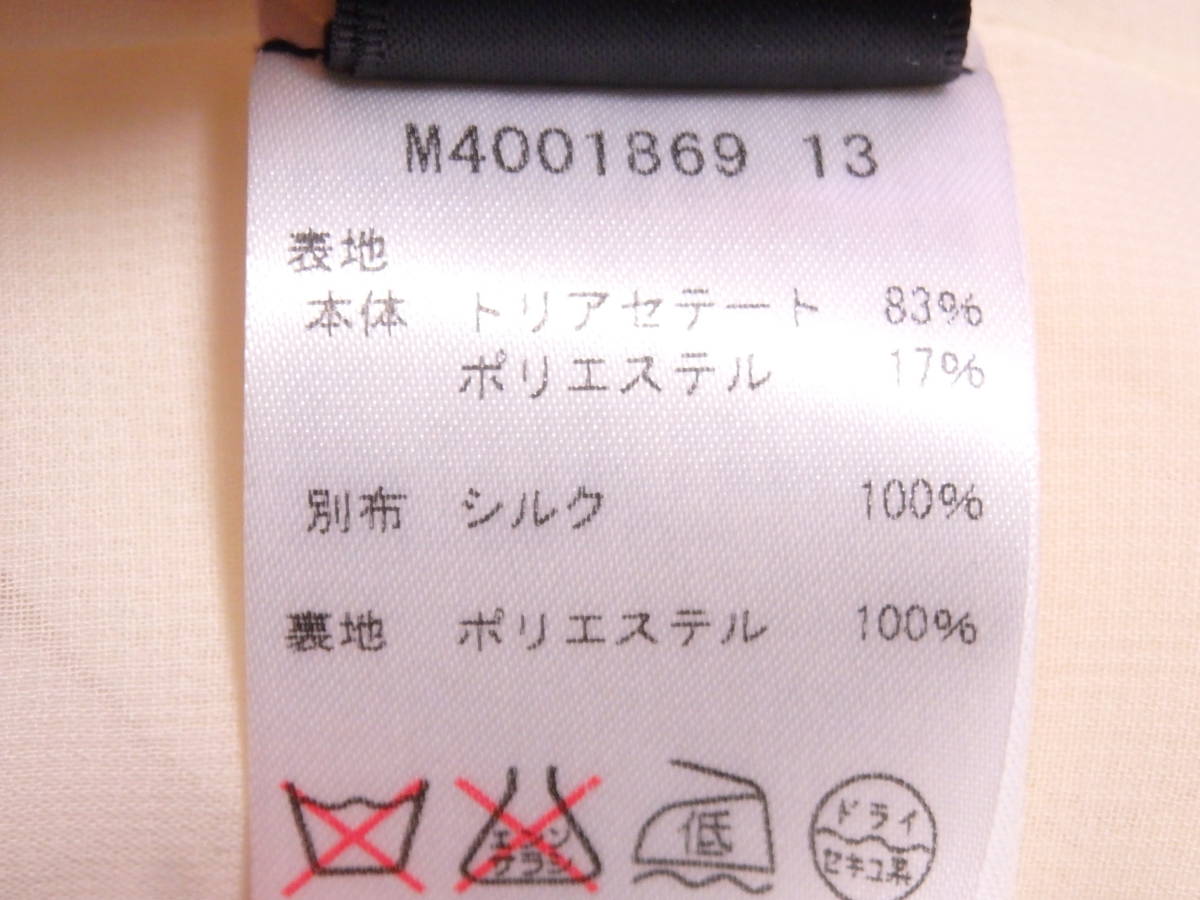 M4001869 13
表地
本体 トリアセテート 83%
ポリエステル 17%
別布 シルク 100%
裏地 ポリエステル 100%
エンソ
サラシ
低
ドライ
セキユ系